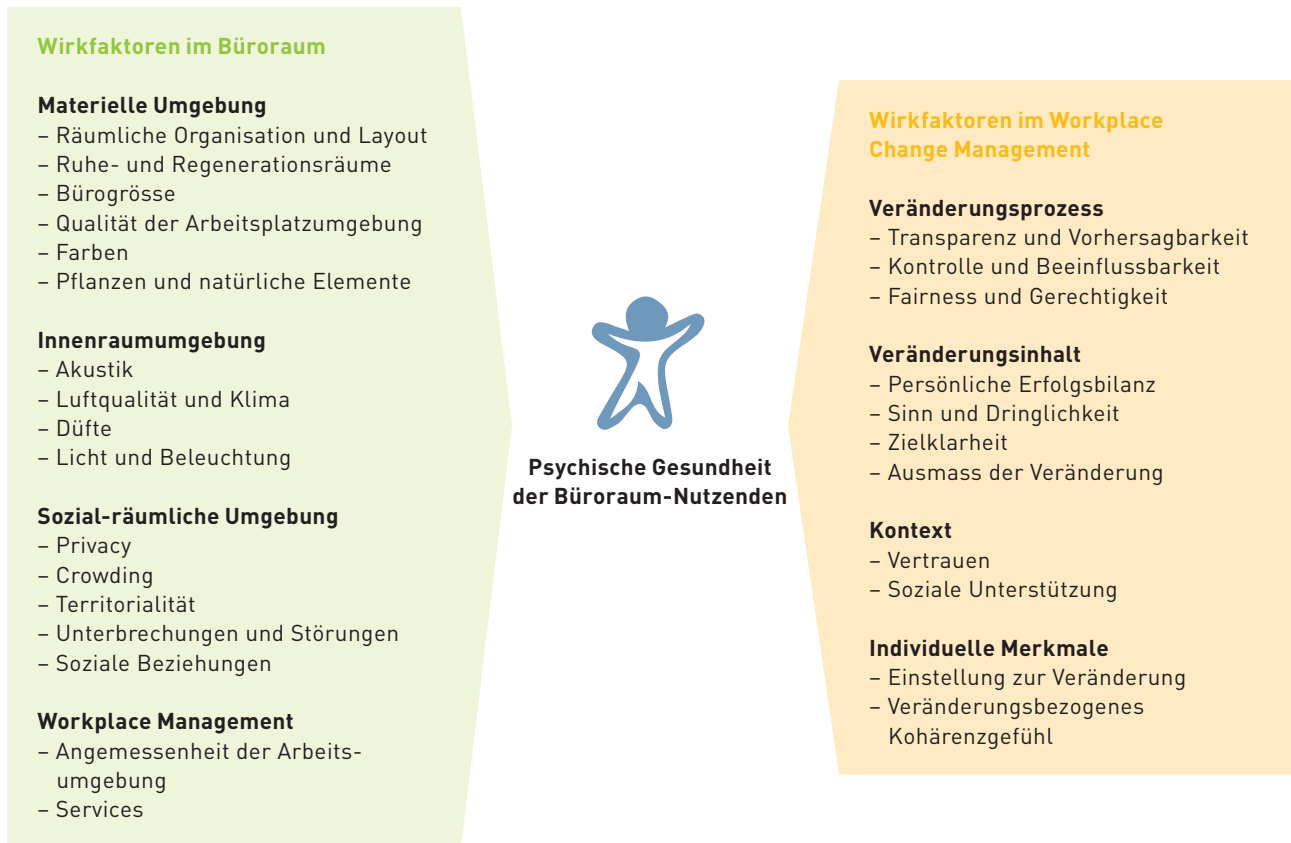 Wirkfaktoren im Büroraum
Materielle Umgebung
– Räumliche Organisation und Layout
– Ruhe- und Regenerationsräume
– Bürogrösse
– Qualität der Arbeitsplatzumgebung
– Farben
– Pflanzen und natürliche Elemente
Innenraumumgebung
– Akustik
– Luftqualität und Klima
– Düfte
– Licht und Beleuchtung
Sozial-räumliche Umgebung
– Privacy
– Crowding
– Territorialität
– Unterbrechungen und Störungen
– Soziale Beziehungen
Workplace Management
– Angemessenheit der Arbeits-
umgebung
– Services
Psychische Gesundheit
der Büroraum-Nutzenden
Wirkfaktoren im Workplace
Change Management
Veränderungsprozess
– Transparenz und Vorhersagbarkeit
– Kontrolle und Beeinflussbarkeit
– Fairness und Gerechtigkeit
Veränderungsinhalt
– Persönliche Erfolgsbilanz
– Sinn und Dringlichkeit
– Zielklarheit
– Ausmass der Veränderung
Kontext
– Vertrauen
– Soziale Unterstützung
Individuelle Merkmale
– Einstellung zur Veränderung
– Veränderungsbezogenes
Kohärenzgefühl